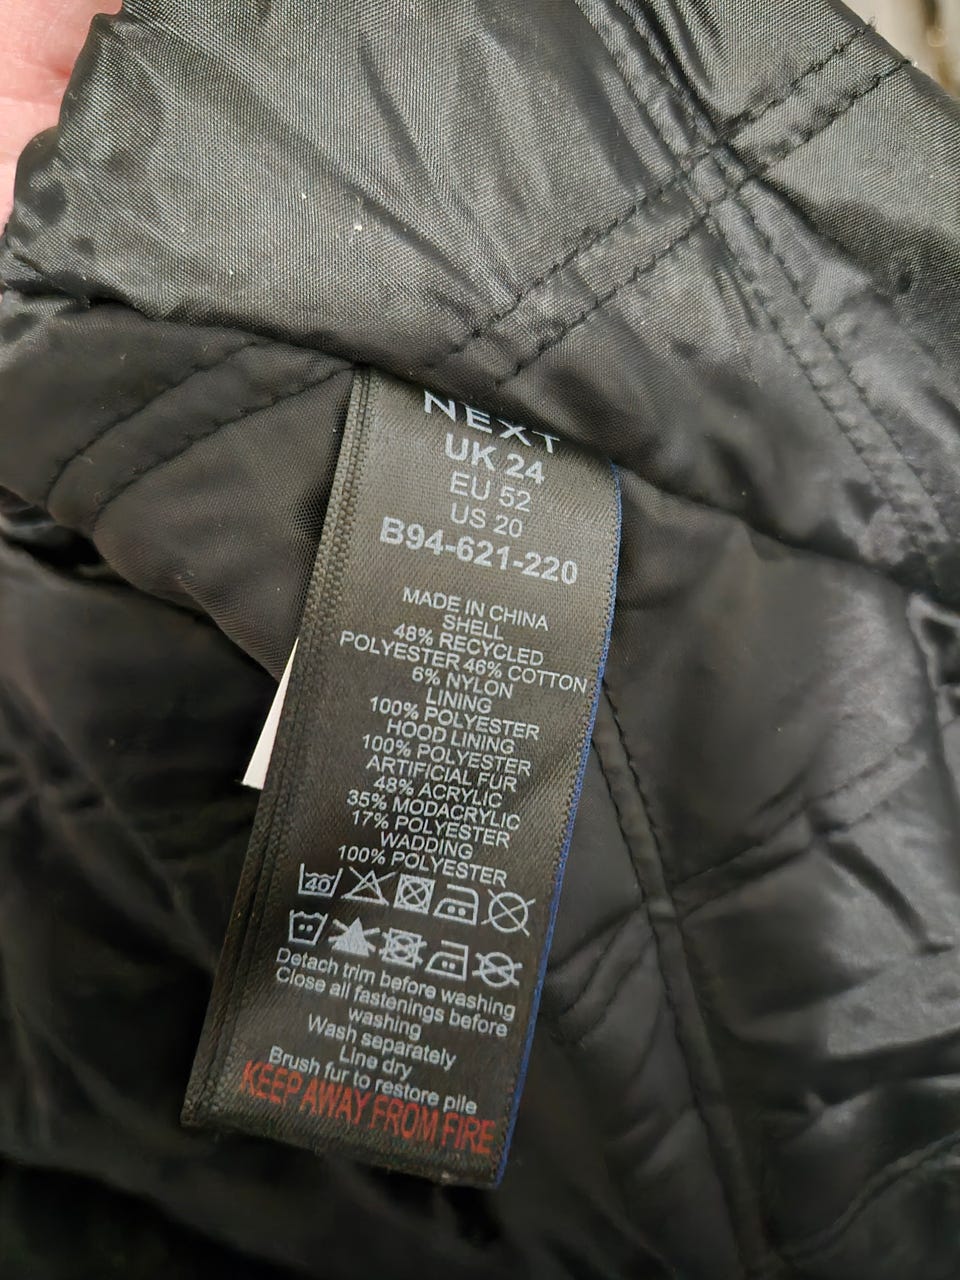 NEXT
UK 24
EU 52
US 20
B94-621-220
MADE IN CHINA
SHELL
48% RECYCLED
POLYESTER 46% COTTON
6% NYLON
LINING
100% POLYESTER
HOOD LINING
100% POLYESTER
ARTIFICIAL FUR
48% ACRYLIC
35% MODACRYLIC
17% POLYESTER
WADDING
100% POLYESTER
40
Detach trim before washing
Close all fastenings before
washing
Wash separately
Line dry
Brush fur to restore pile
KEEP AWAY FROM FIRE